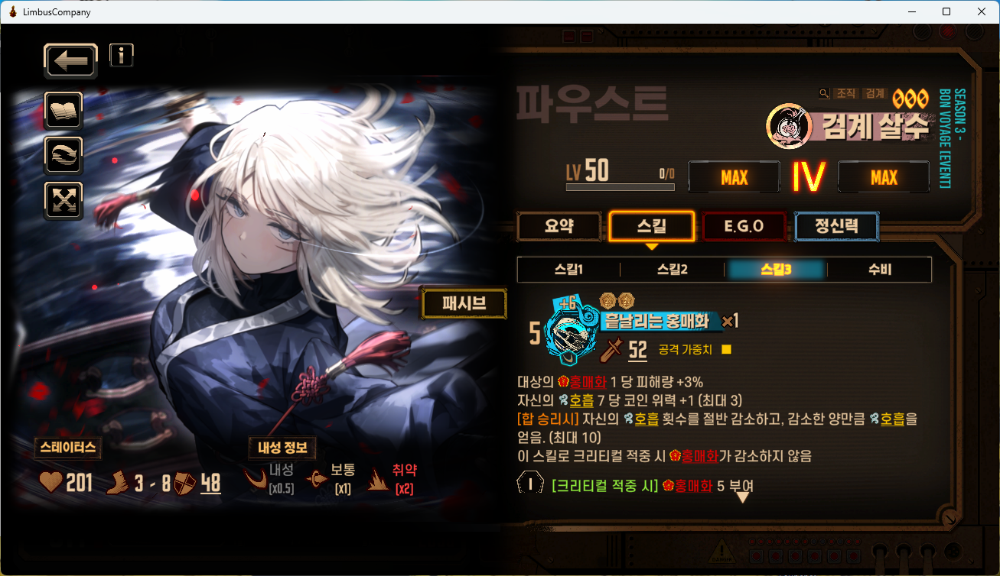 LimbusCompany
파우스트
조직 검계
검계 살수
SEASON 3 -
BON VOYAGE [EVENT]
LV 50
0/0
MAX
IV
MAX
요약
스킬
E.G.O
정신력
스킬1
스킬2
스킬3
수비
패시브
5
+6
흩날리는 홍매화 ×1
52 공격 가중치
대상의 홍매화 1 당 피해량 +3%
자신의 호흡 7 당 코인 위력 +1 (최대 3)
[합 승리시] 자신의 호흡 횟수를 절반 감소하고, 감소한 양만큼 호흡을
얻음. (최대 10)
이 스킬로 크리티컬 적중 시 홍매화가 감소하지 않음
I [크리티컬 적중 시] 홍매화 5 부여
스테이터스
201 3 - 8 48
내성 정보
내성 [x0.5]
보통 [x1]
취약 [x2]